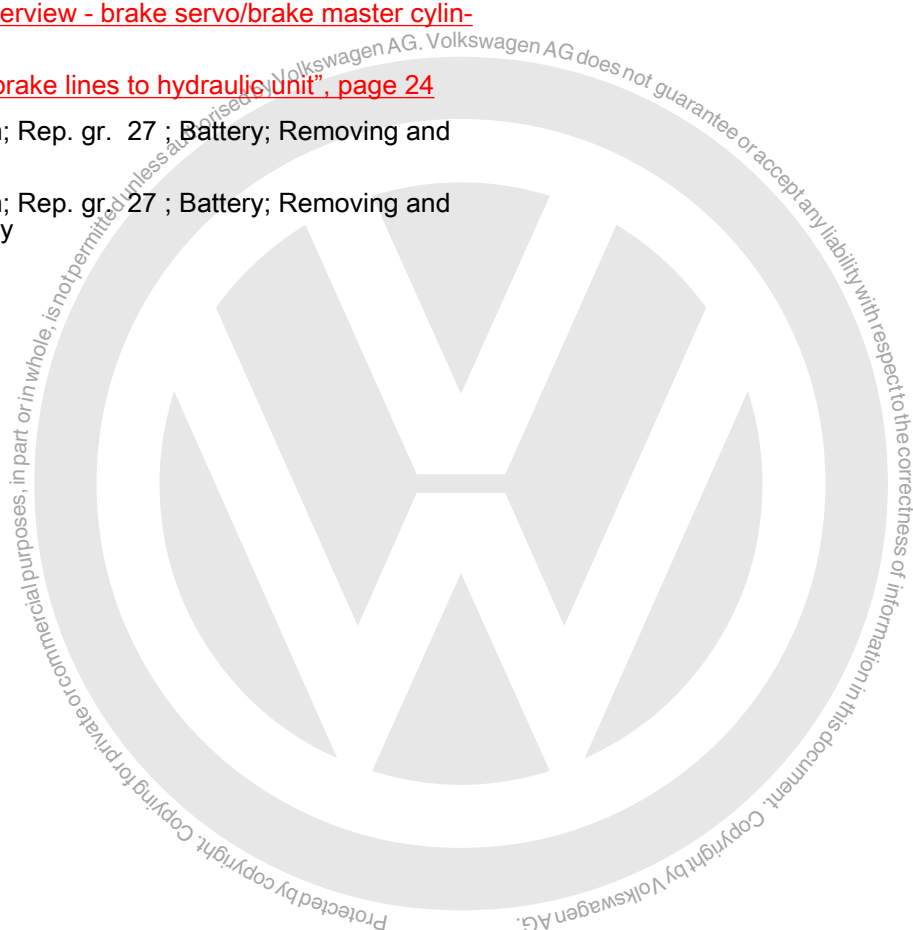 erview - brake servo/brake master cylin-
brake lines to hydraulic unit”, page 24
; Rep. gr. 27 ; Battery; Removing and
; Rep. gr. 27 ; Battery; Removing and
y
Protected by copyright. Copying for private or commercial purposes, in part or in whole, is not permitted unless authorised by Volkswagen AG. Volkswagen AG does not guarantee or accept any liability with respect to the correctness of information in this document. Copyright by Volkswagen AG.